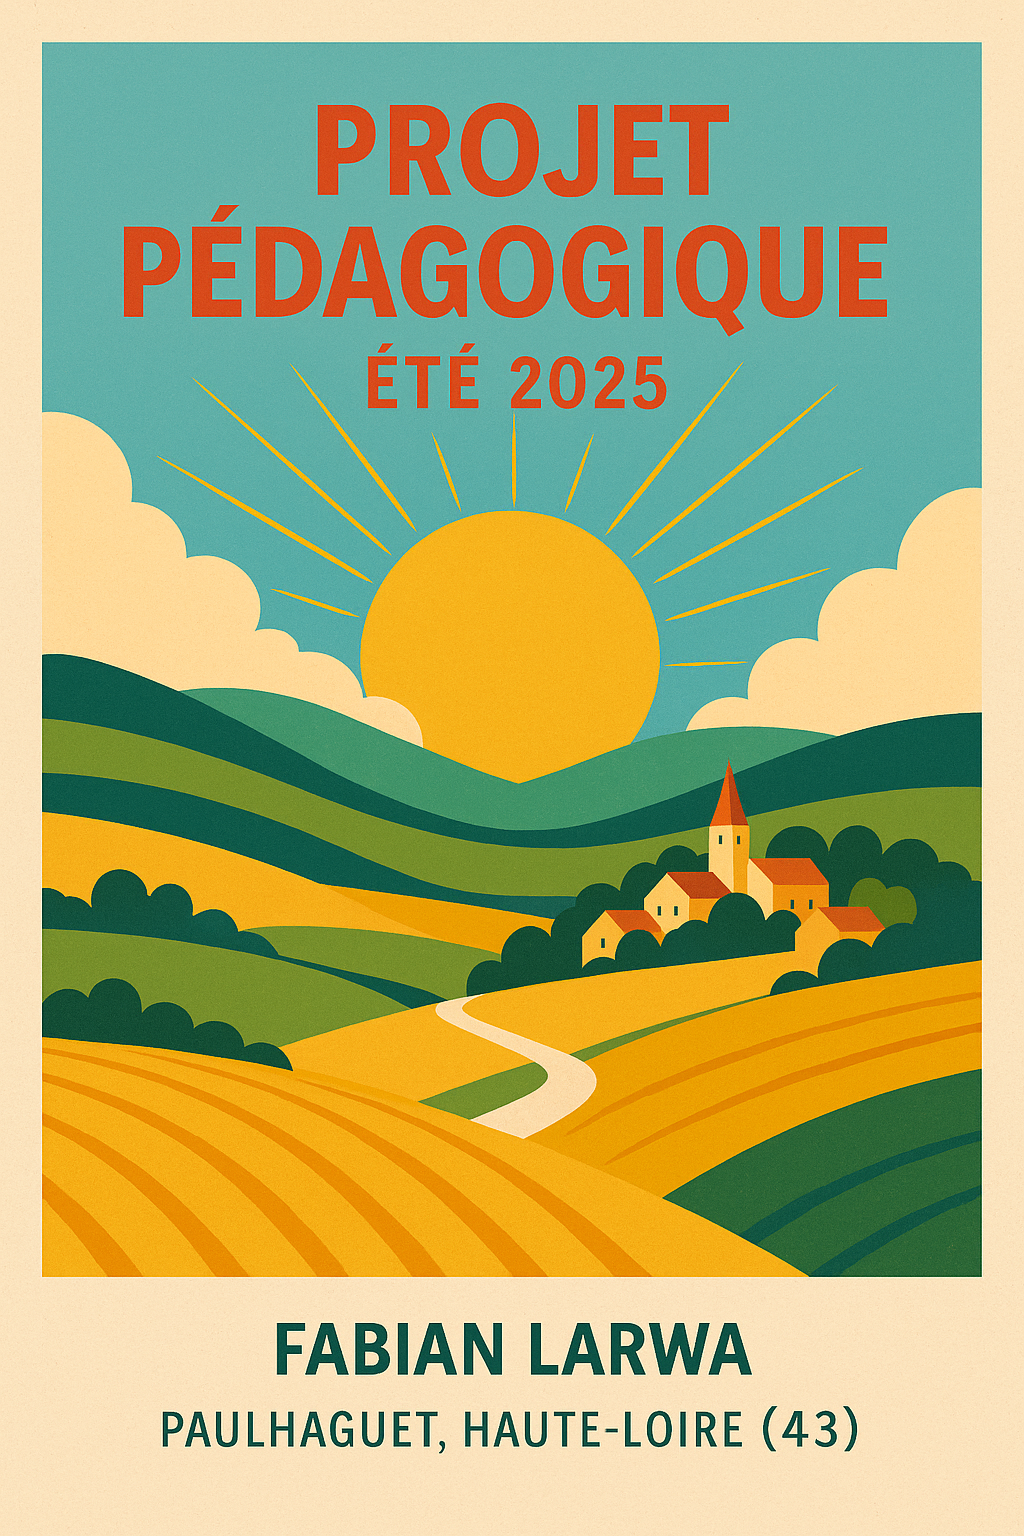 PROJET
PÉDAGOGIQUE
ÉTÉ 2025
FABIAN LARWA
PAULHAGUET, HAUTE-LOIRE (43)